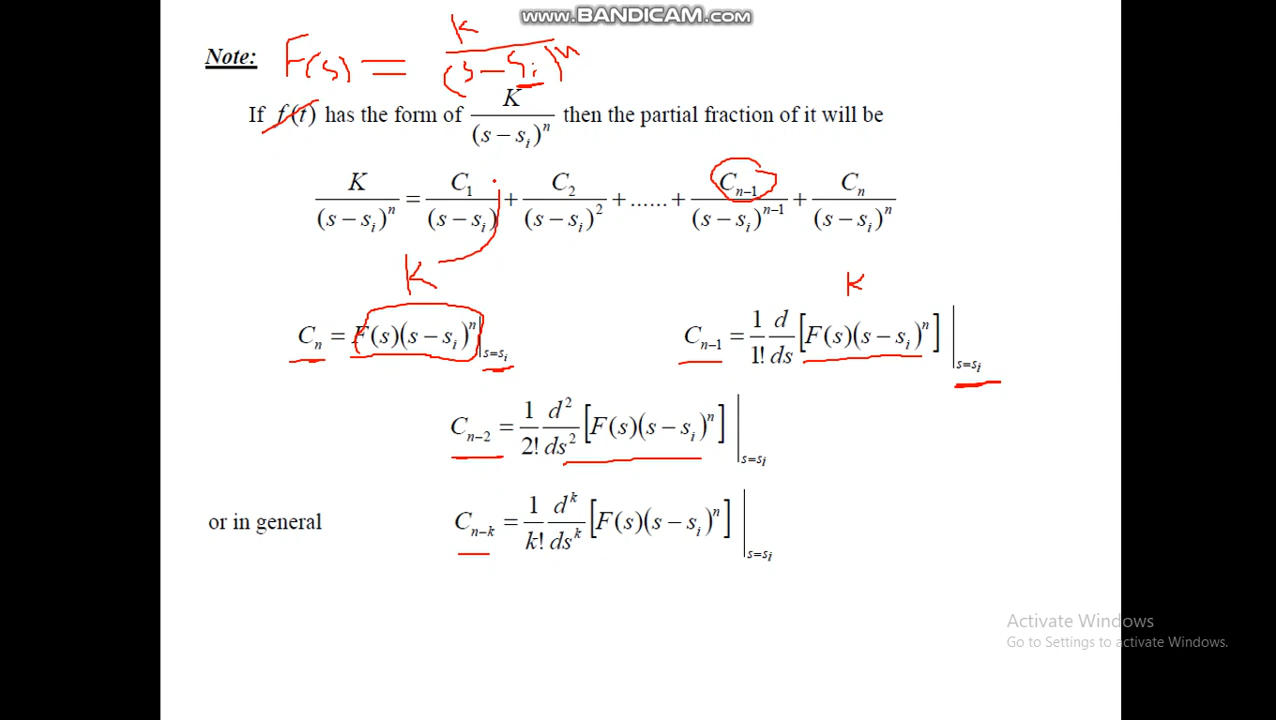 www.BANDICAM.com
Note: F(s) = K / (s - s_i)^n
If f(t) has the form of K / (s - s_i)^n then the partial fraction of it will be
K / (s - s_i)^n = C_1 / (s - s_i) + C_2 / (s - s_i)^2 + ...... + C_{n-1} / (s - s_i)^{n-1} + C_n / (s - s_i)^n
K K
C_n = F(s)(s - s_i)^n |_{s=s_i} C_{n-1} = 1/1! d/ds [F(s)(s - s_i)^n] |_{s=s_i}
C_{n-2} = 1/2! d^2/ds^2 [F(s)(s - s_i)^n] |_{s=s_i}
or in general C_{n-k} = 1/k! d^k/ds^k [F(s)(s - s_i)^n] |_{s=s_i}
Activate Windows
Go to Settings to activate Windows.